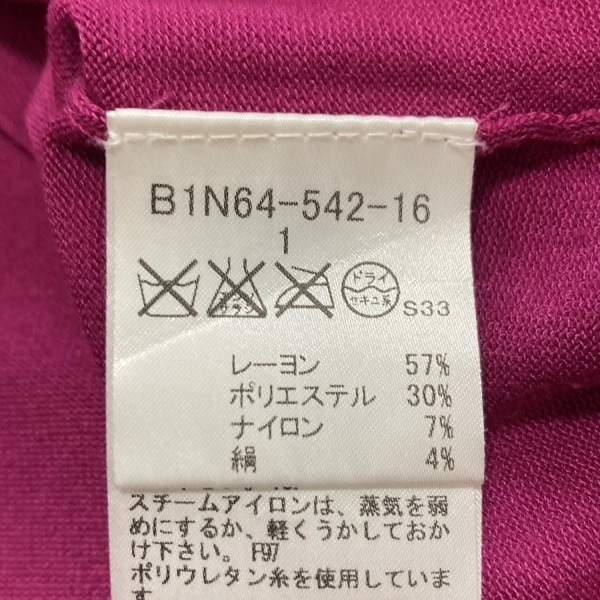 B1N64-542-16
1
ドライ
セキユ系
S33
レーヨン 57%
ポリエステル 30%
ナイロン 7%
絹 4%
スチームアイロンは、蒸気を弱
めにするか、軽くうかしておか
け下さい。F97
ポリウレタン糸を使用していま
す